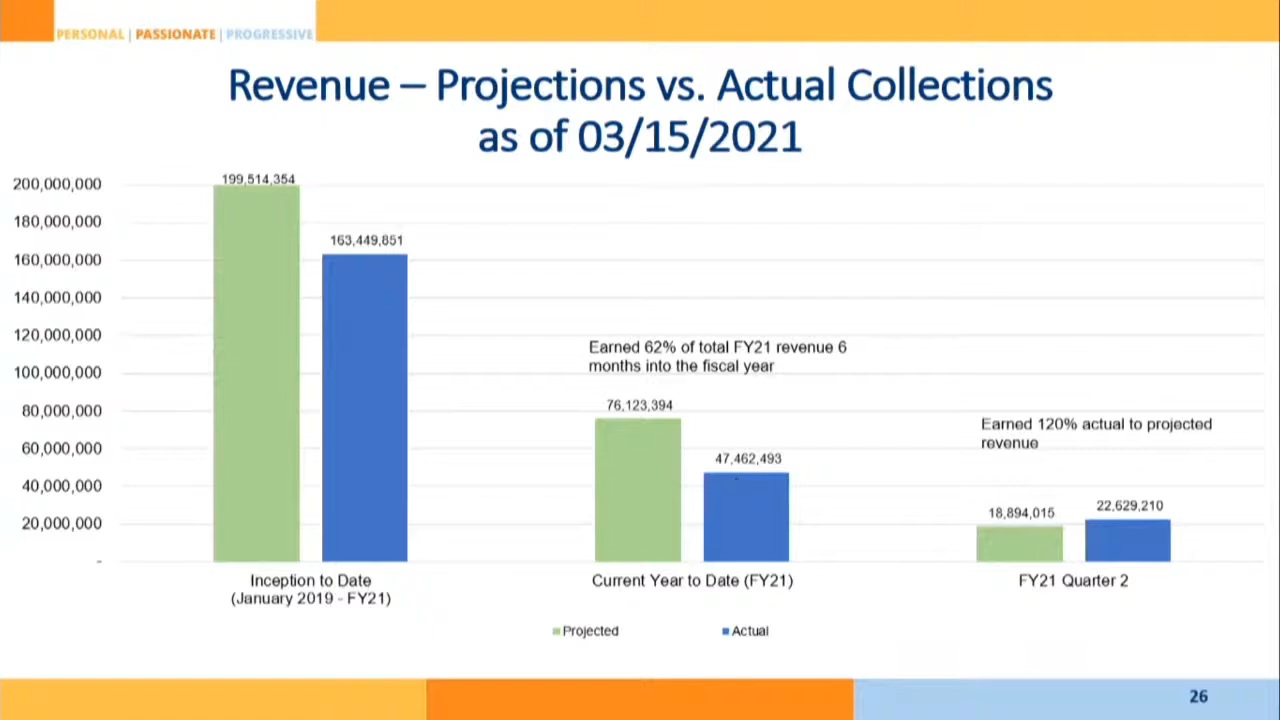 PERSONAL | PASSIONATE | PROGRESSIVE
Revenue – Projections vs. Actual Collections
as of 03/15/2021
200,000,000
180,000,000
160,000,000
140,000,000
120,000,000
100,000,000
80,000,000
60,000,000
40,000,000
20,000,000
-
199,514,354
163,449,851
Earned 62% of total FY21 revenue 6
months into the fiscal year
76,123,394
47,462,493
Earned 120% actual to projected
revenue
18,894,015
22,629,210
Inception to Date
(January 2019 - FY21)
Current Year to Date (FY21)
FY21 Quarter 2
Projected
Actual
26